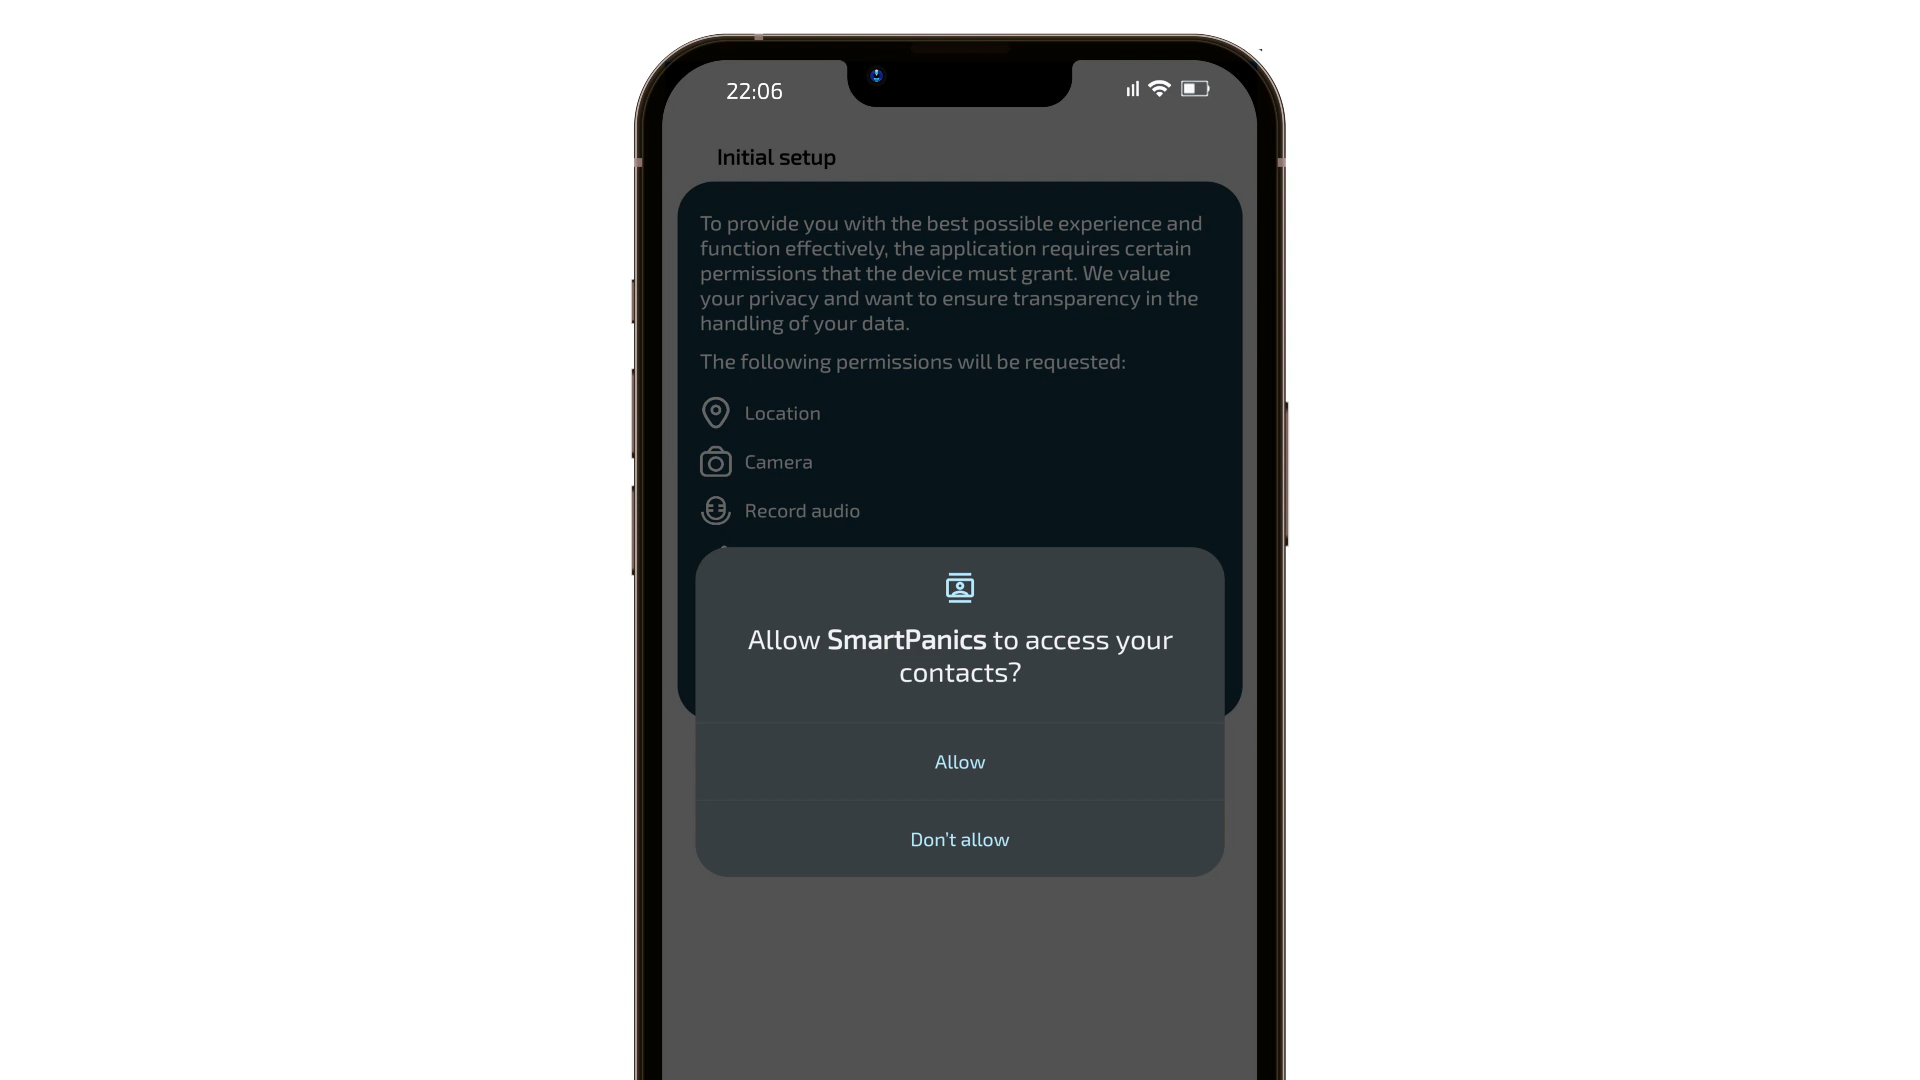 22:06
Initial setup
To provide you with the best possible experience and
function effectively, the application requires certain
permissions that the device must grant. We value
your privacy and want to ensure transparency in the
handling of your data.
The following permissions will be requested:
Location
Camera
Record audio
Allow SmartPanics to access your
contacts?
Allow
Don't allow